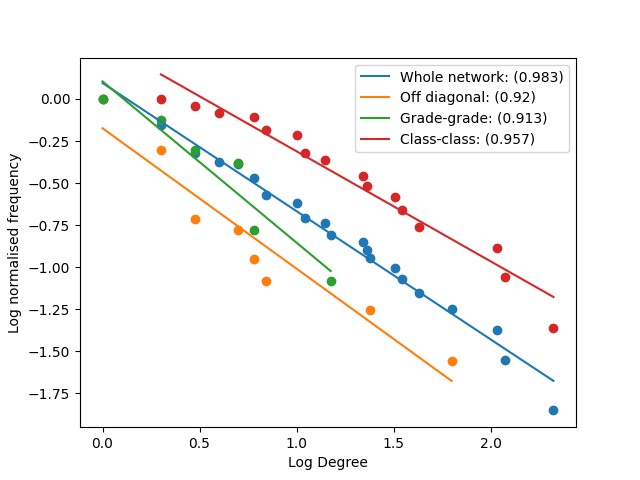 Whole network: (0.983)
Off diagonal: (0.92)
Grade-grade: (0.913)
Class-class: (0.957)
Log normalised frequency
0.00
−0.25
−0.50
−0.75
−1.00
−1.25
−1.50
−1.75
0.0 0.5 1.0 1.5 2.0
Log Degree